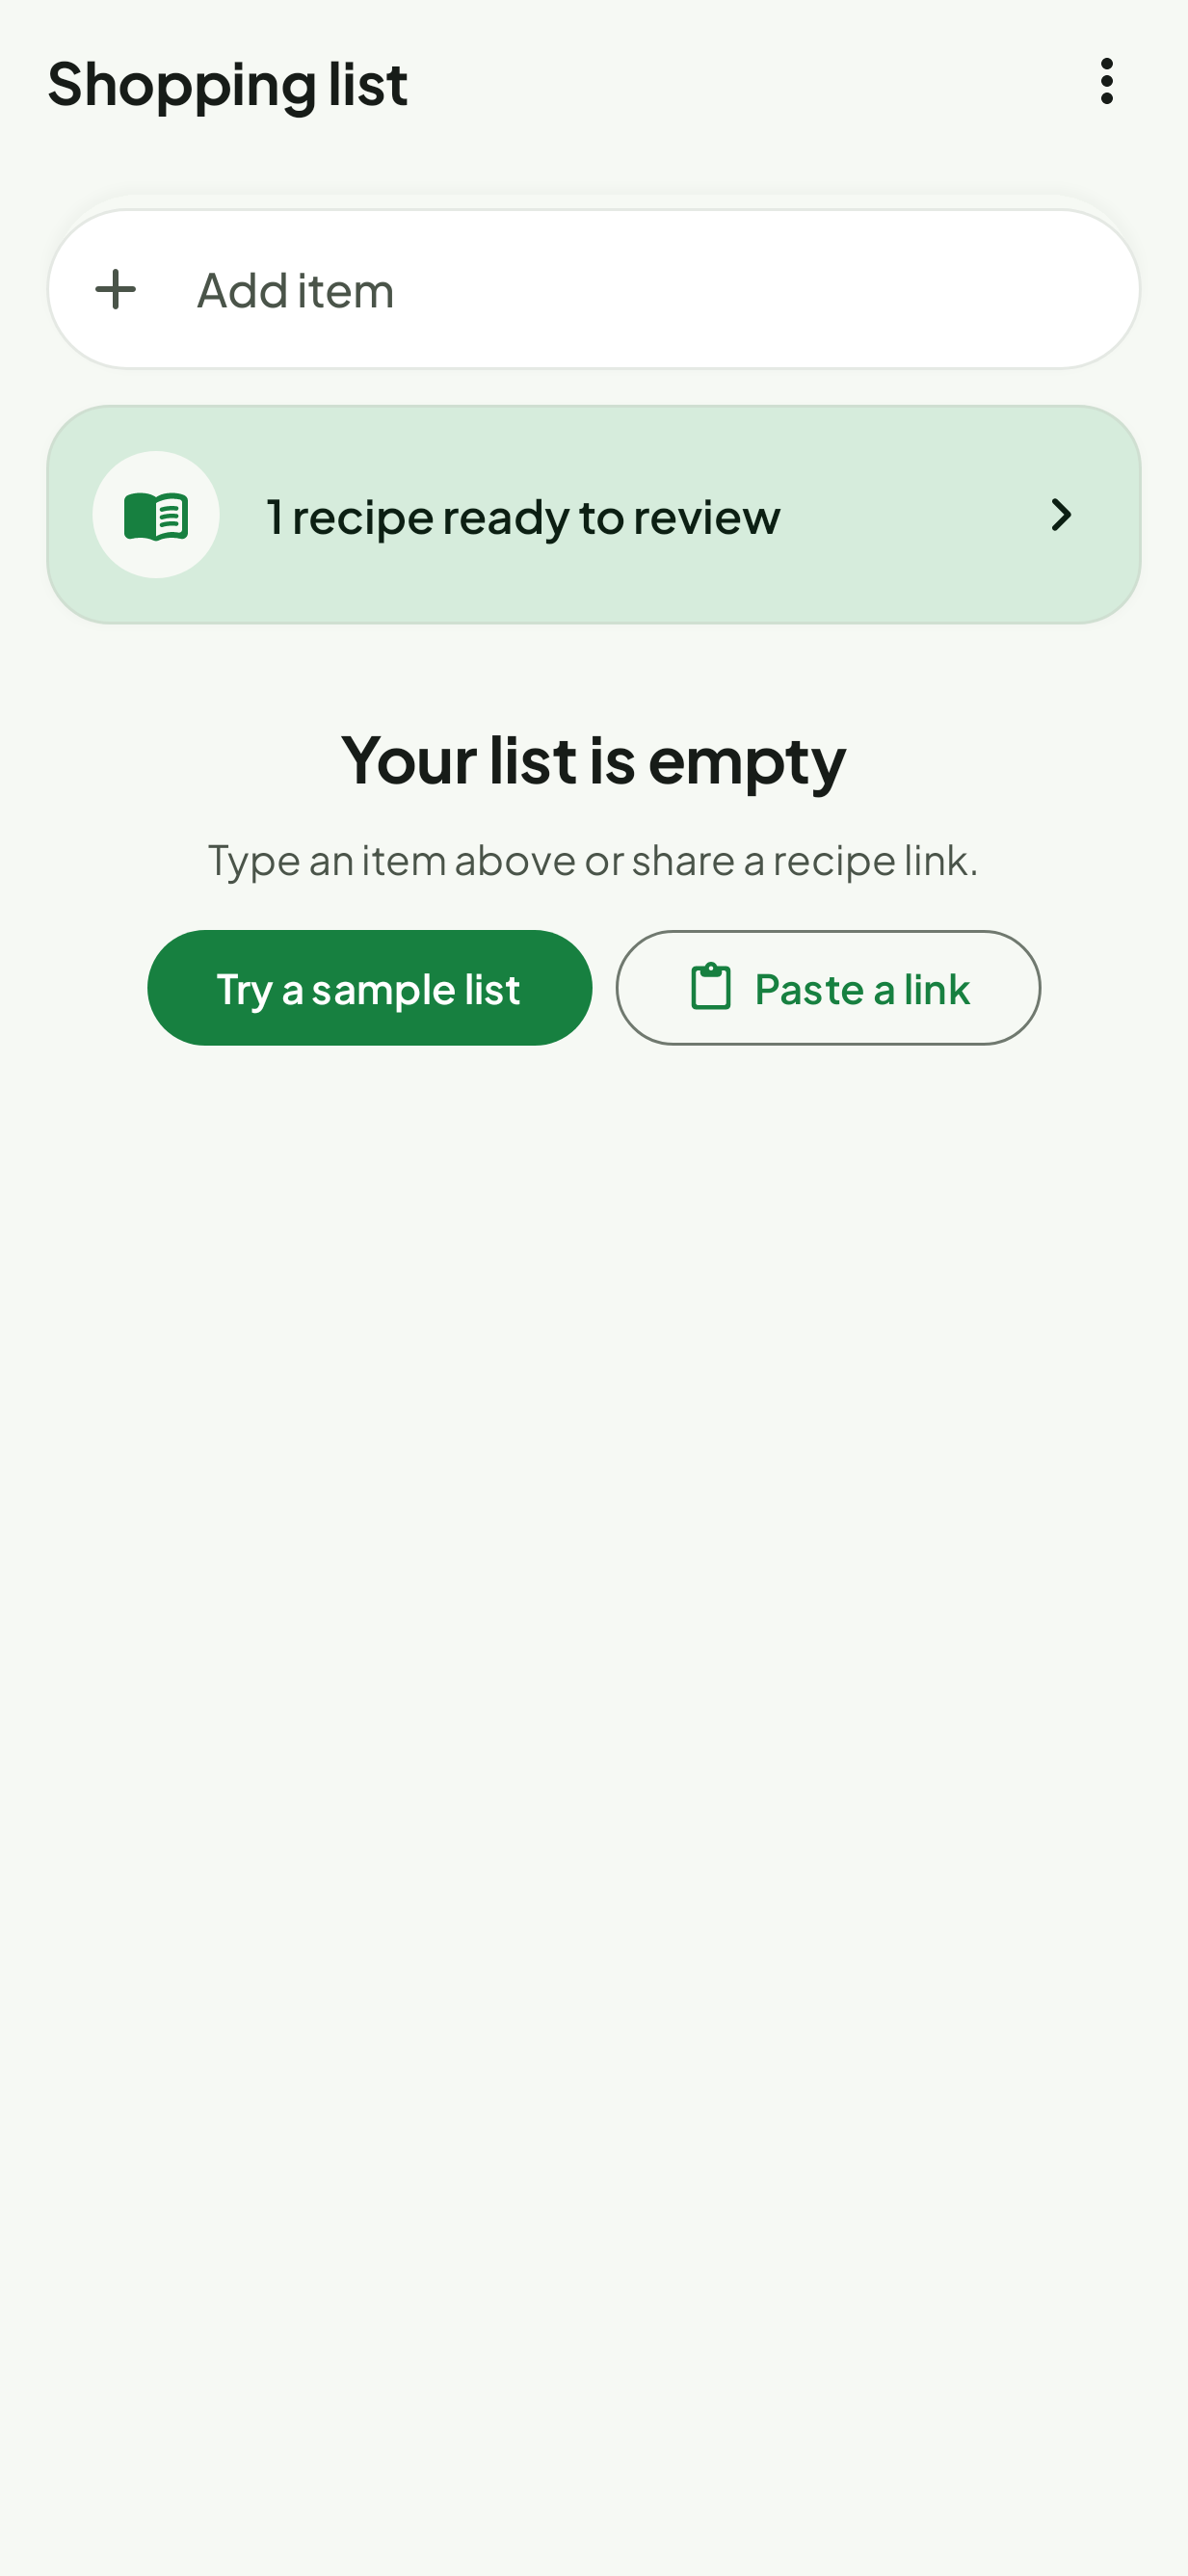 Shopping list
Add item
1 recipe ready to review
Your list is empty
Type an item above or share a recipe link.
Try a sample list
Paste a link